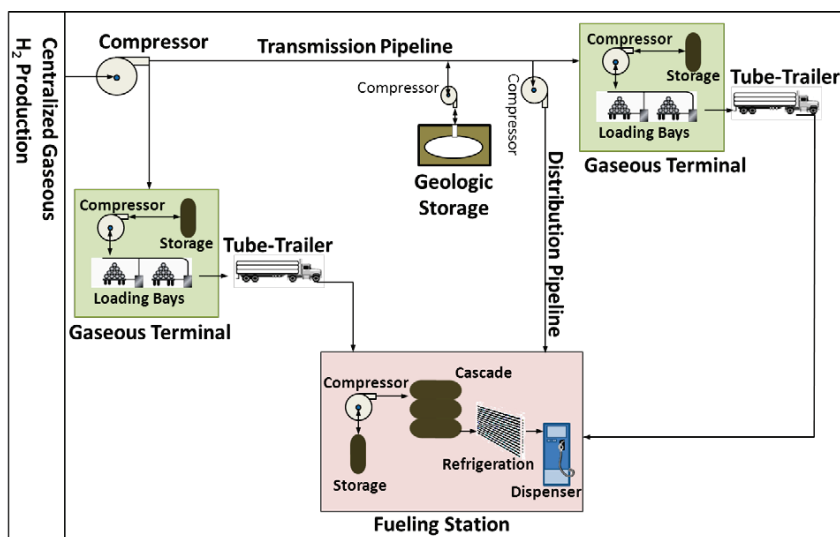 Centralized Gaseous
H₂ Production
Compressor
Transmission Pipeline
Compressor
Compressor
Geologic
Storage
Distribution Pipeline
Compressor
Storage
Loading Bays
Gaseous Terminal
Tube-Trailer
Compressor
Storage
Loading Bays
Gaseous Terminal
Tube-Trailer
Compressor
Storage
Cascade
Refrigeration
Dispenser
Fueling Station